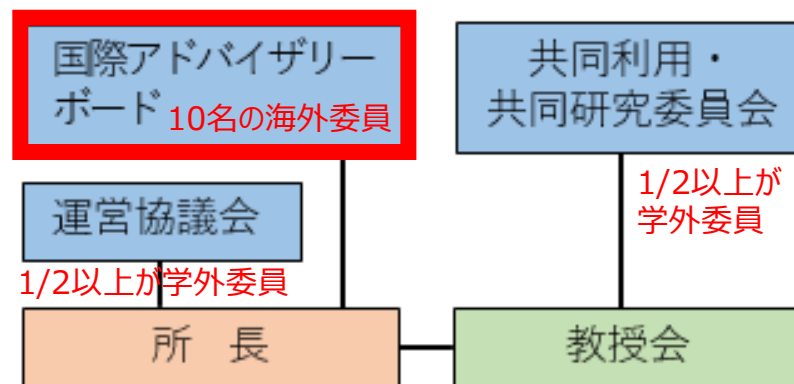 国際アドバイザリー
ボード 10名の海外委員
共同利用・
共同研究委員会
運営協議会
1/2以上が学外委員
1/2以上が
学外委員
所 長
教授会